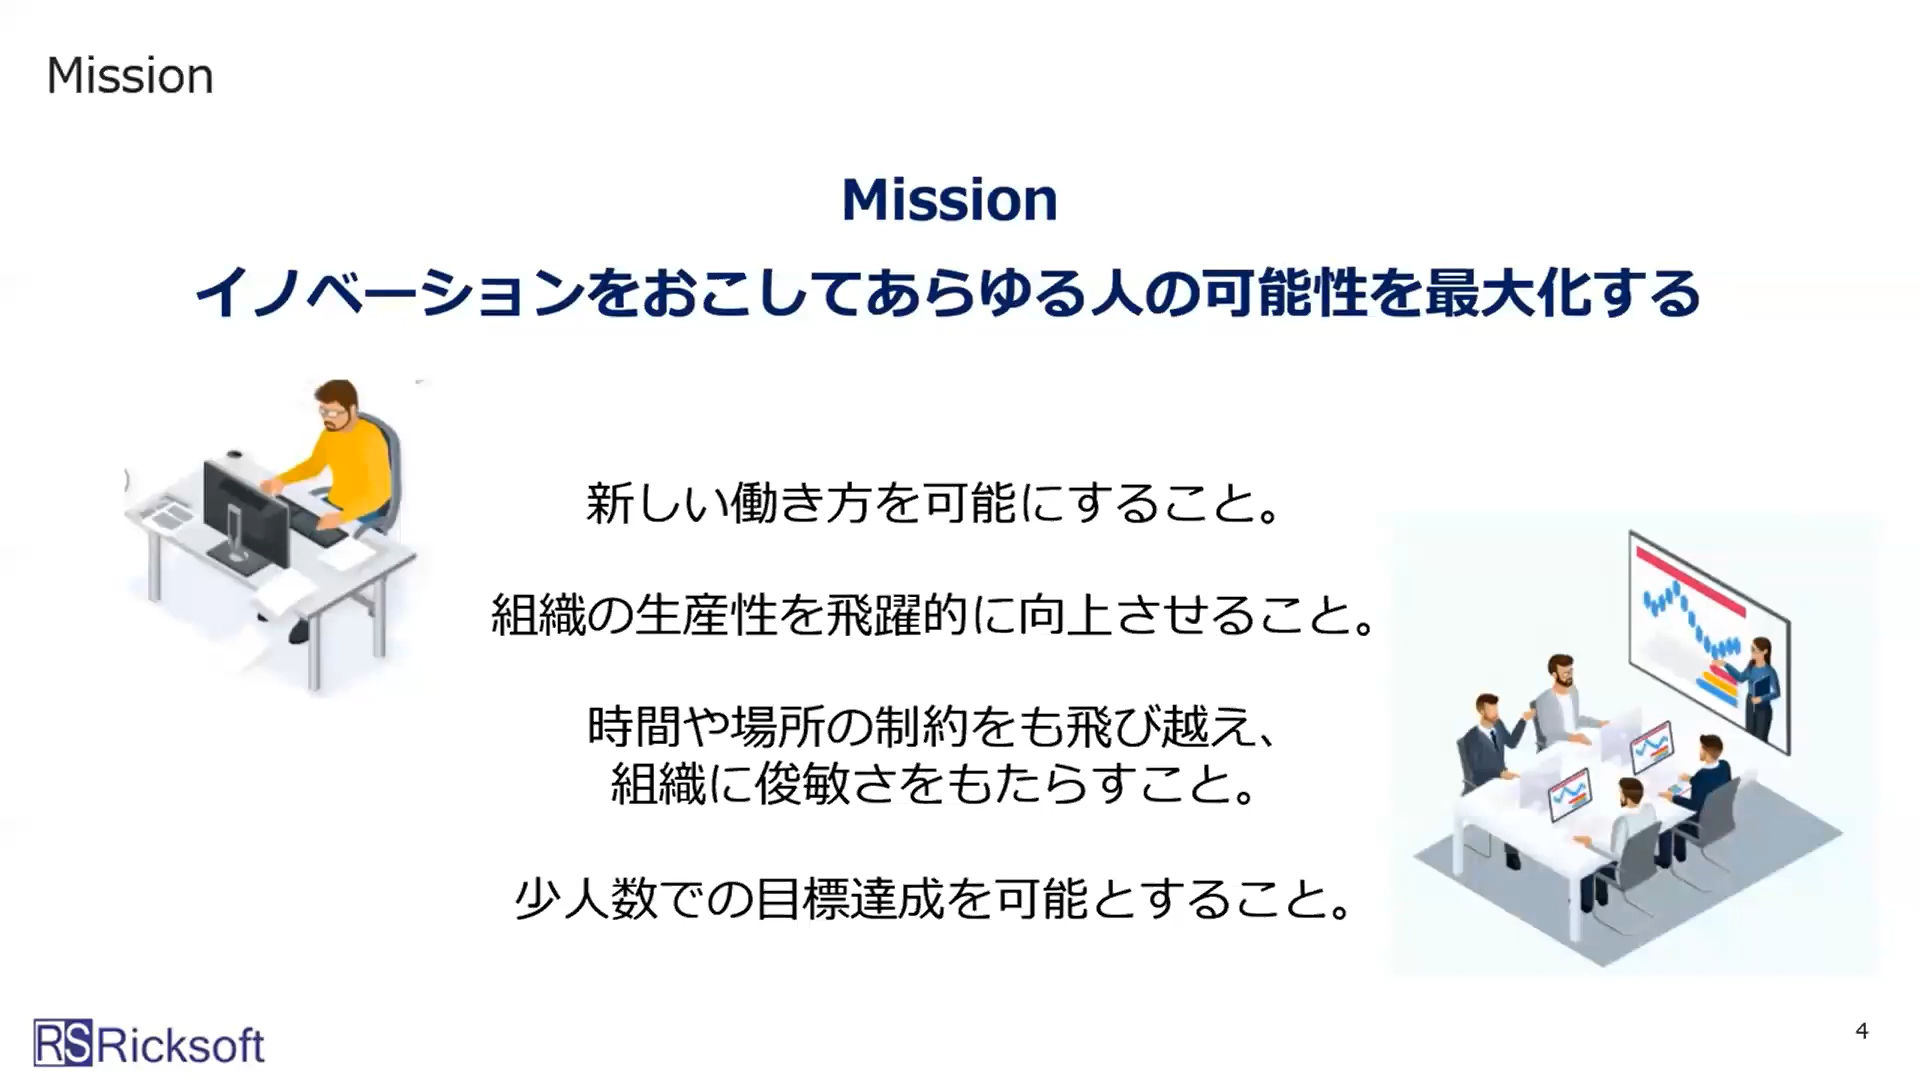 Mission
Mission
イノベーションをおこしてあらゆる人の可能性を最大化する
新しい働き方を可能にすること。
組織の生産性を飛躍的に向上させること。
時間や場所の制約をも飛び越え、
組織に俊敏さをもたらすこと。
少人数での目標達成を可能とすること。
RS Ricksoft
4